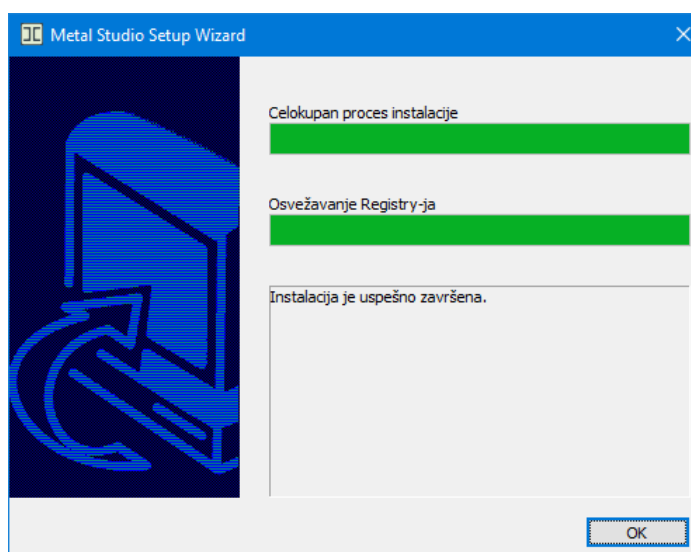 Metal Studio Setup Wizard
Celokupan proces instalacije
Osvežavanje Registry-ja
Instalacija je uspešno završena.
OK